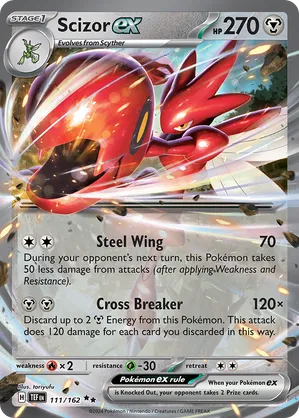 STAGE 1 Scizor ex HP 270
Evolves from Scyther
Steel Wing 70
During your opponent's next turn, this Pokémon takes
50 less damage from attacks (after applying Weakness and
Resistance).
Cross Breaker 120×
Discard up to 2 Energy from this Pokémon. This
attack does 120 damage for each card you discarded in this
way.
weakness × 2 resistance -30 retreat
Illus. toriyufu
Pokémon ex rule
H TEF EN 111/162
When your Pokémon ex
is Knocked Out, your opponent takes 2 Prize cards.
©2024 Pokémon / Nintendo / Creatures / GAME FREAK